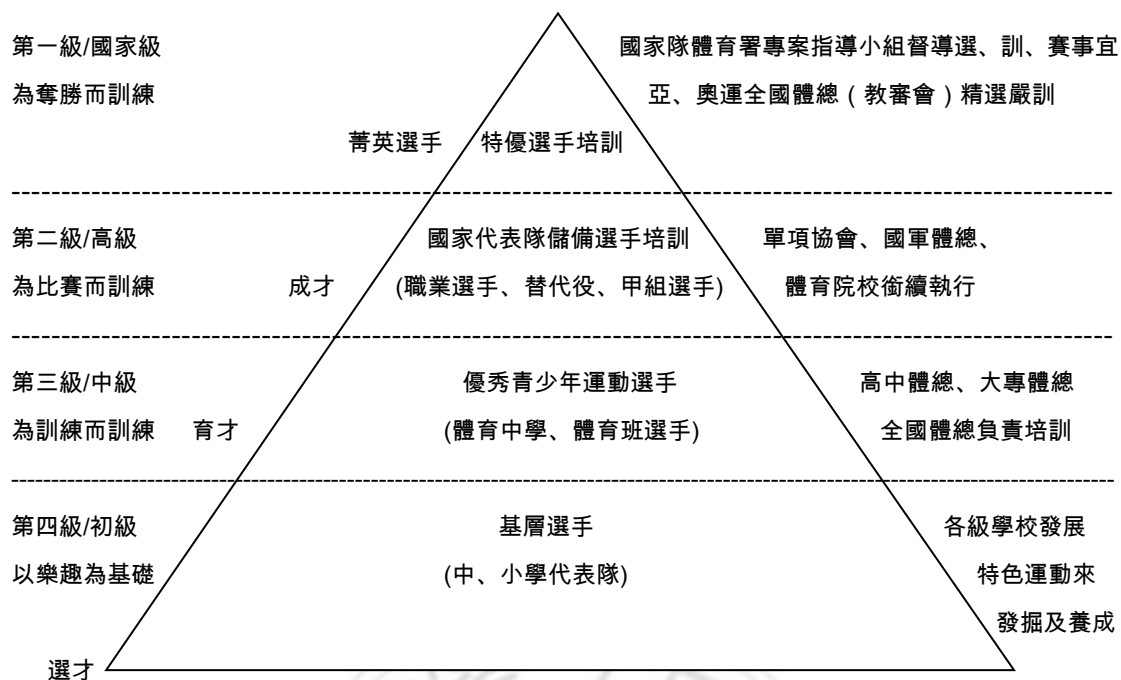 第一級/國家級 國家隊體育署專案指導小組督導選、訓、賽事宜
為奪勝而訓練 亞、奧運全國體總（教審會）精選嚴訓
菁英選手 特優選手培訓
第二級/高級 國家代表隊儲備選手培訓 單項協會、國軍體總、
為比賽而訓練 成才 (職業選手、替代役、甲組選手) 體育院校銜續執行
第三級/中級 優秀青少年運動選手 高中體總、大專體總
為訓練而訓練 育才 (體育中學、體育班選手) 全國體總負責培訓
第四級/初級 基層選手 各級學校發展
以樂趣為基礎 (中、小學代表隊) 特色運動來
發掘及養成
選才